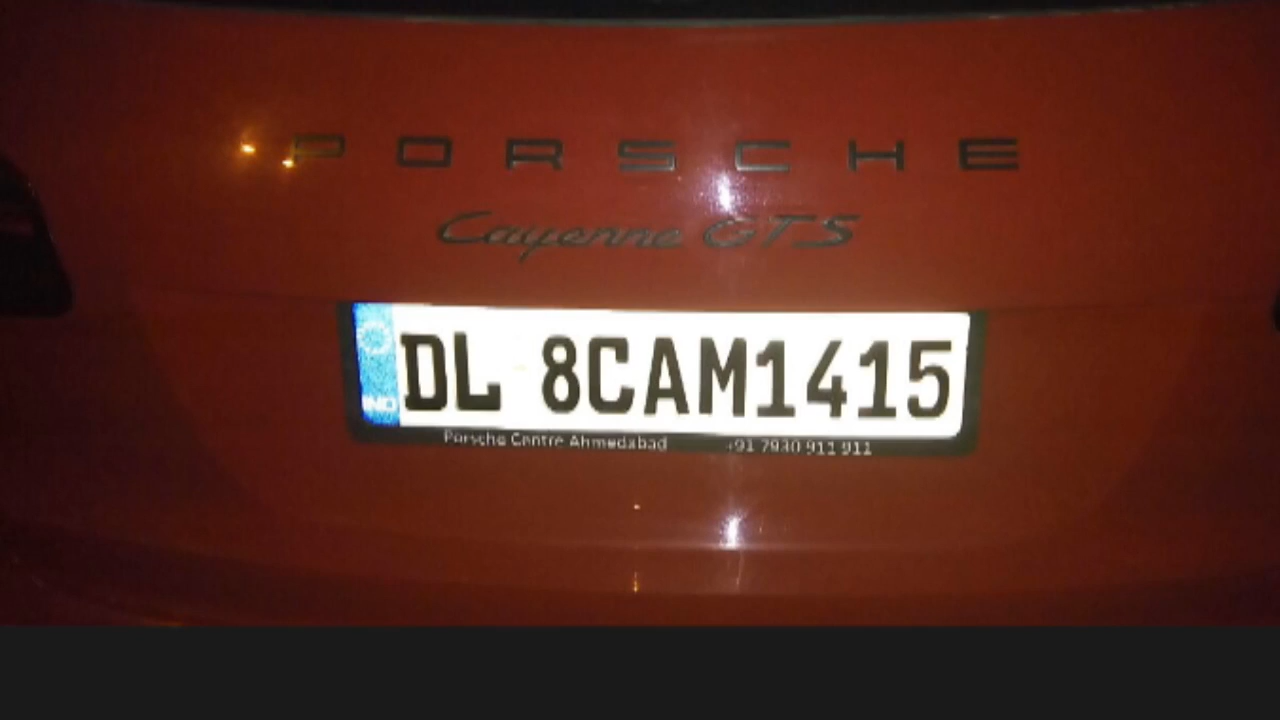 PORSCHE
Cayenne GTS
IND
DL 8CAM1415
Porsche Centre Ahmedabad +91 7930 911 911